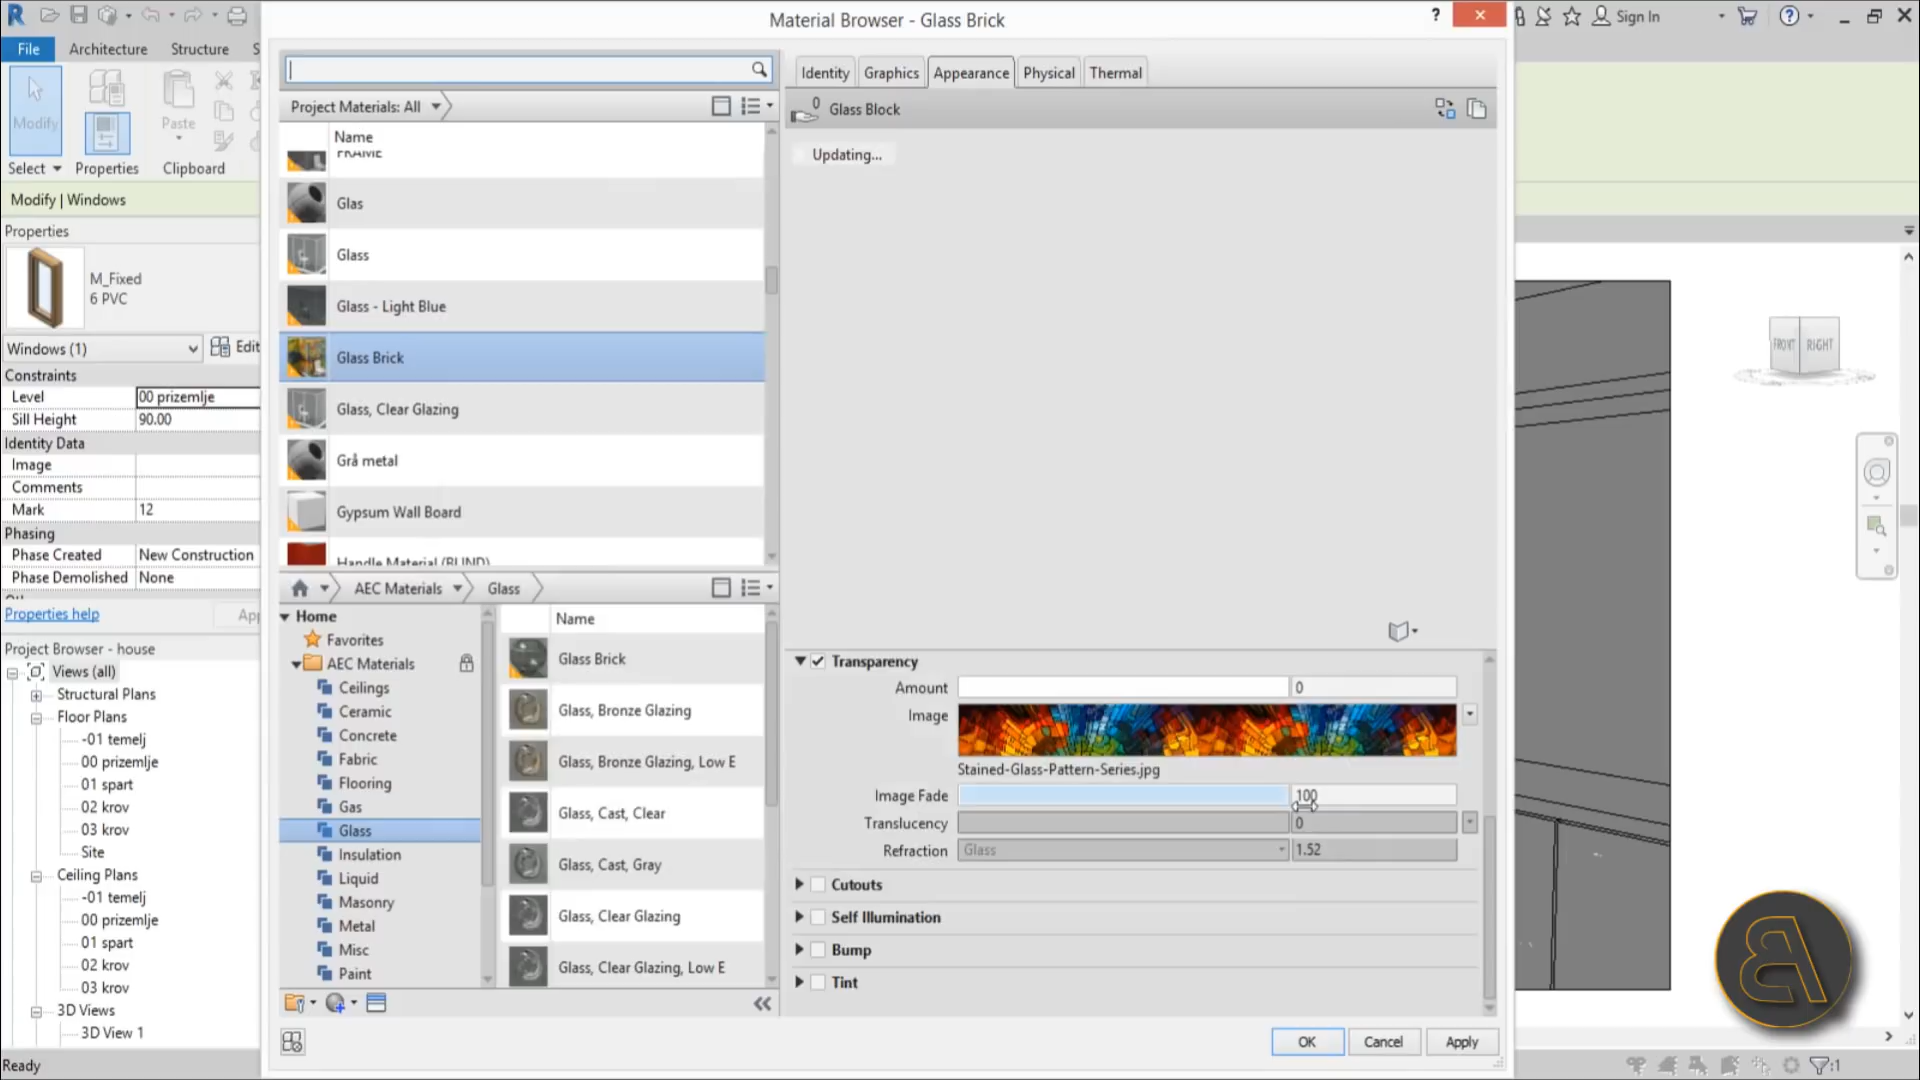 Material Browser - Glass Brick
?
Sign In
File
Architecture
Structure
S
Modify
Select
Properties
Paste
Clipboard
Modify | Windows
Properties
M_Fixed
6 PVC
Windows (1)
Edit
Constraints
Level
00 prizemlje
Sill Height
90.00
Identity Data
Image
Comments
Mark
12
Phasing
Phase Created
New Construction
Phase Demolished
None
Properties help
App
Project Browser - house
Views (all)
Structural Plans
Floor Plans
-01 temelj
00 prizemlje
01 spart
02 krov
03 krov
Site
Ceiling Plans
-01 temelj
00 prizemlje
01 spart
02 krov
03 krov
3D Views
3D View 1
Ready
Project Materials: All
Name
FRAME
Glas
Glass
Glass - Light Blue
Glass Brick
Glass, Clear Glazing
Grå metal
Gypsum Wall Board
Handle Material (BLIND)
AEC Materials
Glass
Home
Favorites
AEC Materials
Ceilings
Ceramic
Concrete
Fabric
Flooring
Gas
Glass
Insulation
Liquid
Masonry
Metal
Misc
Paint
Name
Glass Brick
Glass, Bronze Glazing
Glass, Bronze Glazing, Low E
Glass, Cast, Clear
Glass, Cast, Gray
Glass, Clear Glazing
Glass, Clear Glazing, Low E
Identity
Graphics
Appearance
Physical
Thermal
0
Glass Block
Updating...
Transparency
Amount
0
Image
Stained-Glass-Pattern-Series.jpg
Image Fade
100
Translucency
0
Refraction
Glass
1.52
Cutouts
Self Illumination
Bump
Tint
OK
Cancel
Apply
FRONT
RIGHT
:1